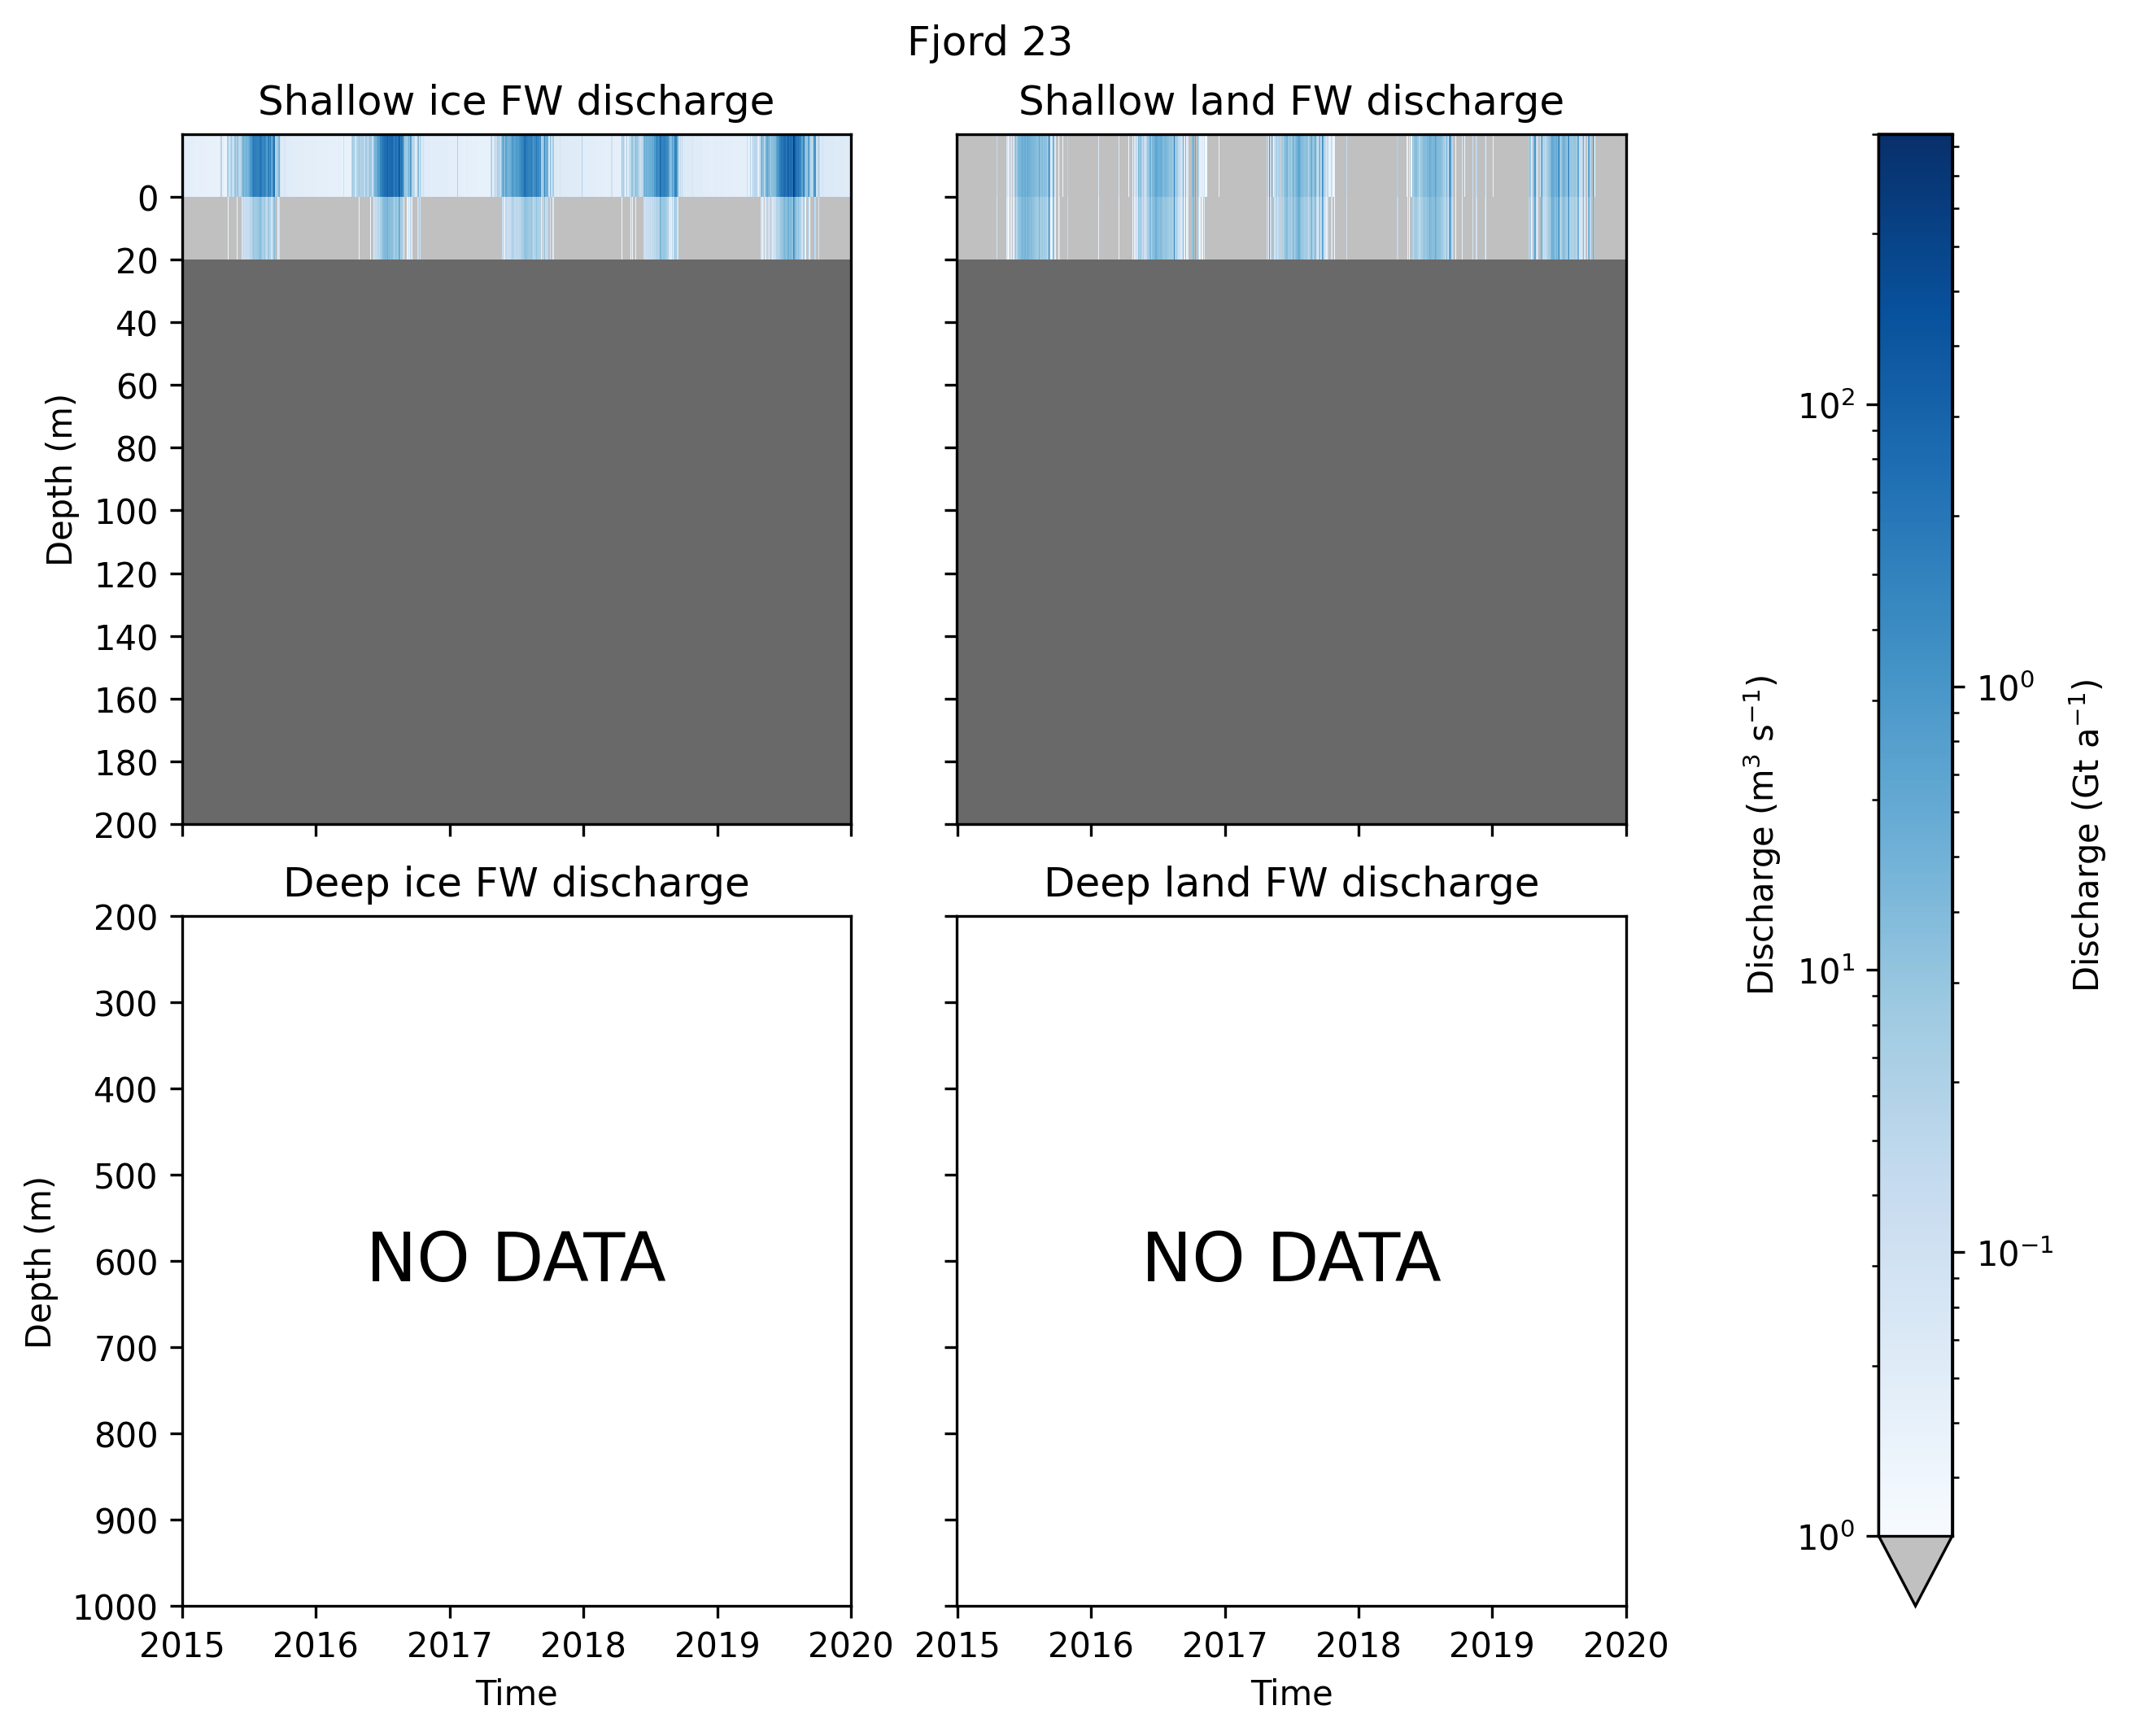 Fjord 23
Shallow ice FW discharge
Shallow land FW discharge
0
20
40
60
80
100
120
140
160
180
200
Depth (m)
Deep ice FW discharge
Deep land FW discharge
200
300
400
500
600
700
800
900
1000
Depth (m)
NO DATA
NO DATA
2015 2016 2017 2018 2019 2020
2015 2016 2017 2018 2019 2020
Time
Time
Discharge (m³ s⁻¹)
10²
10¹
10⁰
10⁰
10⁻¹
Discharge (Gt a⁻¹)